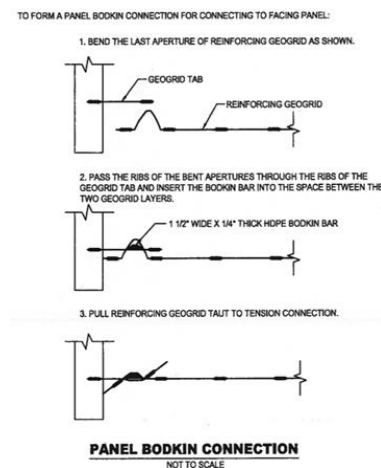 TO FORM A PANEL BODKIN CONNECTION FOR CONNECTING TO FACING PANEL:
1. BEND THE LAST APERTURE OF REINFORCING GEOGRID AS SHOWN.
GEOGRID TAB
REINFORCING GEOGRID
2. PASS THE RIBS OF THE BENT APERTURES THROUGH THE RIBS OF THE
GEOGRID TAB AND INSERT THE BODKIN BAR INTO THE SPACE BETWEEN THE
TWO GEOGRID LAYERS.
1 1/2" WIDE X 1/4" THICK HDPE BODKIN BAR
3. PULL REINFORCING GEOGRID TAUT TO TENSION CONNECTION.
PANEL BODKIN CONNECTION
NOT TO SCALE